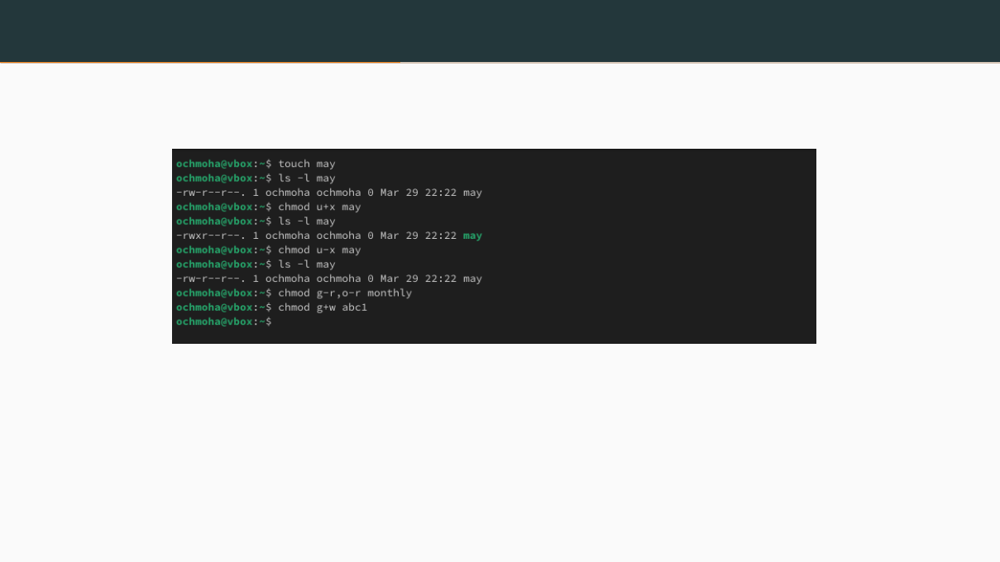 ochmoha@vbox:~$ touch may
ochmoha@vbox:~$ ls -l may
-rw-r--r--. 1 ochmoha ochmoha 0 Mar 29 22:22 may
ochmoha@vbox:~$ chmod u+x may
ochmoha@vbox:~$ ls -l may
-rwxr--r--. 1 ochmoha ochmoha 0 Mar 29 22:22 may
ochmoha@vbox:~$ chmod u-x may
ochmoha@vbox:~$ ls -l may
-rw-r--r--. 1 ochmoha ochmoha 0 Mar 29 22:22 may
ochmoha@vbox:~$ chmod g-r,o-r monthly
ochmoha@vbox:~$ chmod g+w abc1
ochmoha@vbox:~$